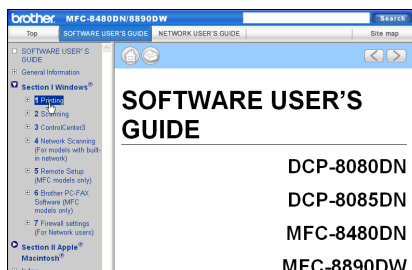 brother. MFC-8480DN/8890DW
Search
Top SOFTWARE USER'S GUIDE NETWORK USER'S GUIDE Site map
SOFTWARE USER' S
GUIDE
General Information
Section I Windows®
1 Printing
2 Scanning
3 ControlCenter3
4 Network Scanning
(For models with built-
in network)
5 Remote Setup
(MFC models only)
6 Brother PC-FAX
Software (MFC
models only)
7 Firewall settings
(For Network users)
Section II Apple®
Macintosh®
SOFTWARE USER'S
GUIDE
DCP-8080DN
DCP-8085DN
MFC-8480DN
MFC-8890DW